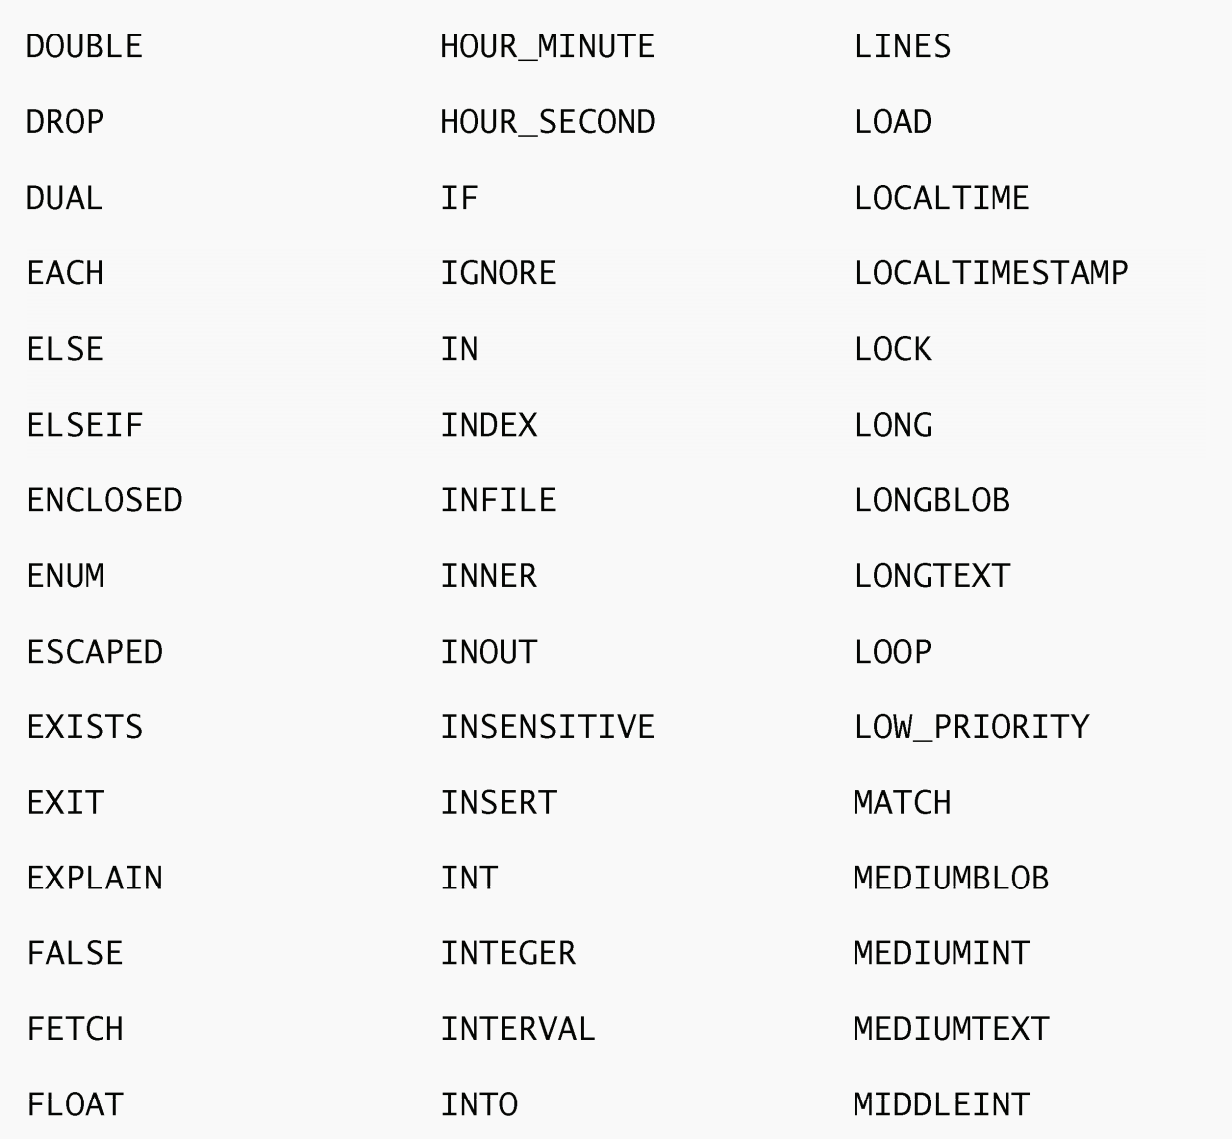 DOUBLE HOUR_MINUTE LINES
DROP HOUR_SECOND LOAD
DUAL IF LOCALTIME
EACH IGNORE LOCALTIMESTAMP
ELSE IN LOCK
ELSEIF INDEX LONG
ENCLOSED INFILE LONGBLOB
ENUM INNER LONGTEXT
ESCAPED INOUT LOOP
EXISTS INSENSITIVE LOW_PRIORITY
EXIT INSERT MATCH
EXPLAIN INT MEDIUMBLOB
FALSE INTEGER MEDIUMINT
FETCH INTERVAL MEDIUMTEXT
FLOAT INTO MIDDLEINT